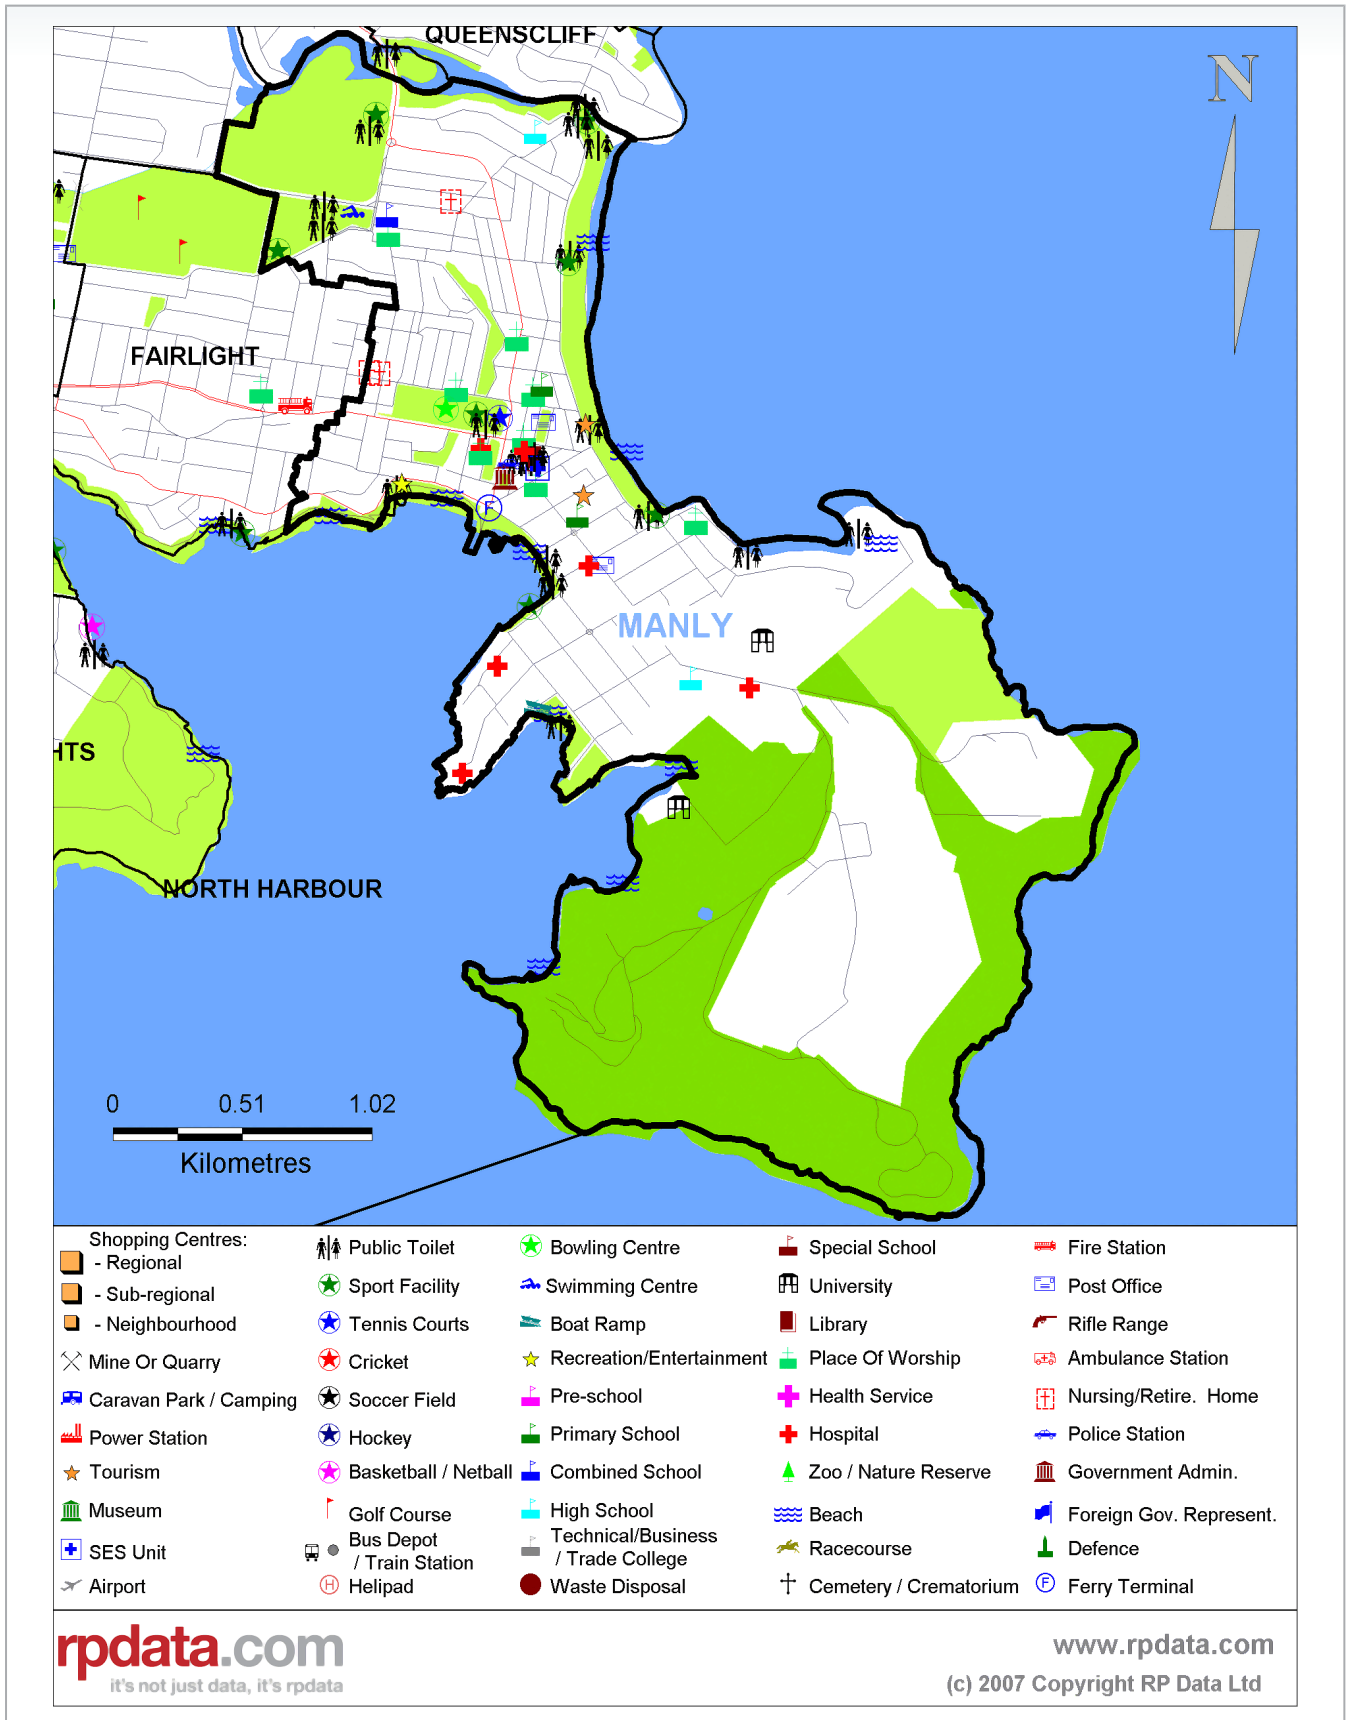 QUEENSCLIFF
N
FAIRLIGHT
F
MANLY
HTS
NORTH HARBOUR
0 0.51 1.02
Kilometres
Shopping Centres:
- Regional
- Sub-regional
- Neighbourhood
Mine Or Quarry
Caravan Park / Camping
Power Station
Tourism
Museum
SES Unit
Airport
Public Toilet
Sport Facility
Tennis Courts
Cricket
Soccer Field
Hockey
Basketball / Netball
Golf Course
Bus Depot
/ Train Station
H Helipad
Bowling Centre
Swimming Centre
Boat Ramp
Recreation/Entertainment
Pre-school
Primary School
Combined School
High School
Technical/Business
/ Trade College
Waste Disposal
Special School
University
Library
Place Of Worship
Health Service
Hospital
Zoo / Nature Reserve
Beach
Racecourse
Cemetery / Crematorium
Fire Station
Post Office
Rifle Range
Ambulance Station
Nursing/Retire. Home
Police Station
Government Admin.
Foreign Gov. Represent.
Defence
F Ferry Terminal
rpdata.com
it's not just data, it's rpdata
www.rpdata.com
(c) 2007 Copyright RP Data Ltd